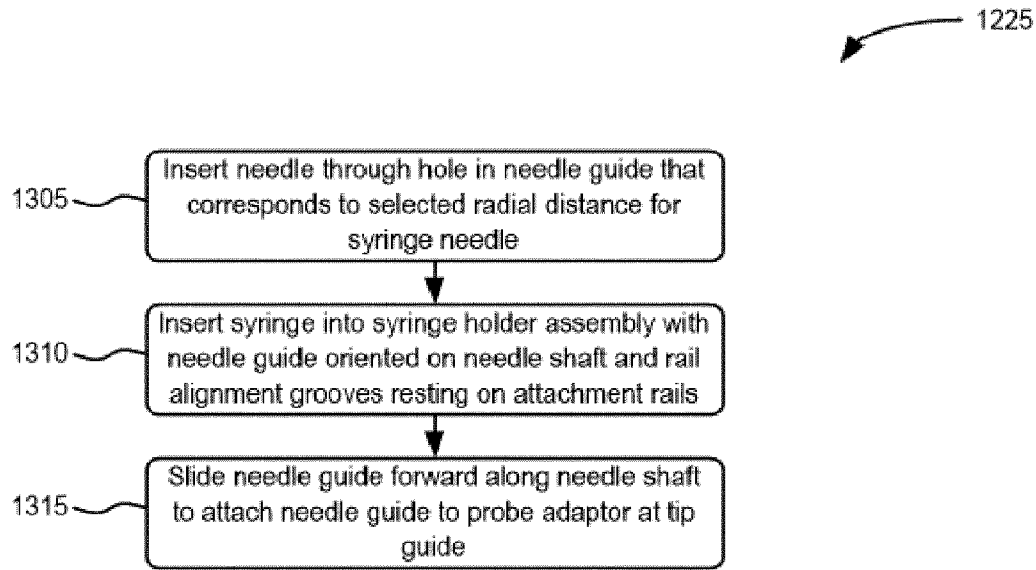 1225
1305
Insert needle through hole in needle guide that
corresponds to selected radial distance for
syringe needle
1310
Insert syringe into syringe holder assembly with
needle guide oriented on needle shaft and rail
alignment grooves resting on attachment rails
1315
Slide needle guide forward along needle shaft
to attach needle guide to probe adaptor at tip
guide